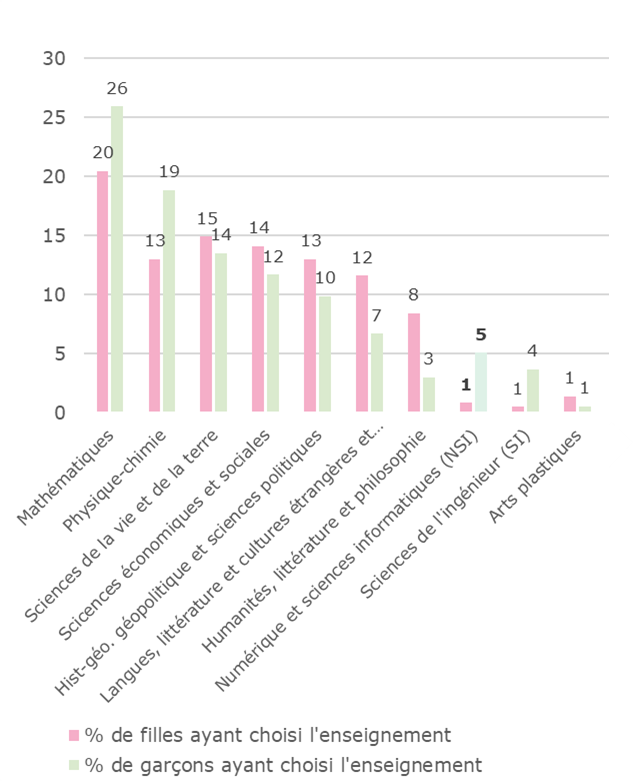 30
25
20
15
10
5
0
20
26
13
19
15
14
14
12
13
10
12
7
8
3
1
5
1
4
1
1
Mathématiques
Physique-chimie
Sciences de la vie et de la terre
Scicences économiques et sociales
Hist-géo. géopolitique et sciences politiques
Langues, littérature et cultures étrangères et...
Humanités, littérature et philosophie
Numérique et sciences informatiques (NSI)
Sciences de l'ingénieur (SI)
Arts plastiques
% de filles ayant choisi l'enseignement
% de garçons ayant choisi l'enseignement